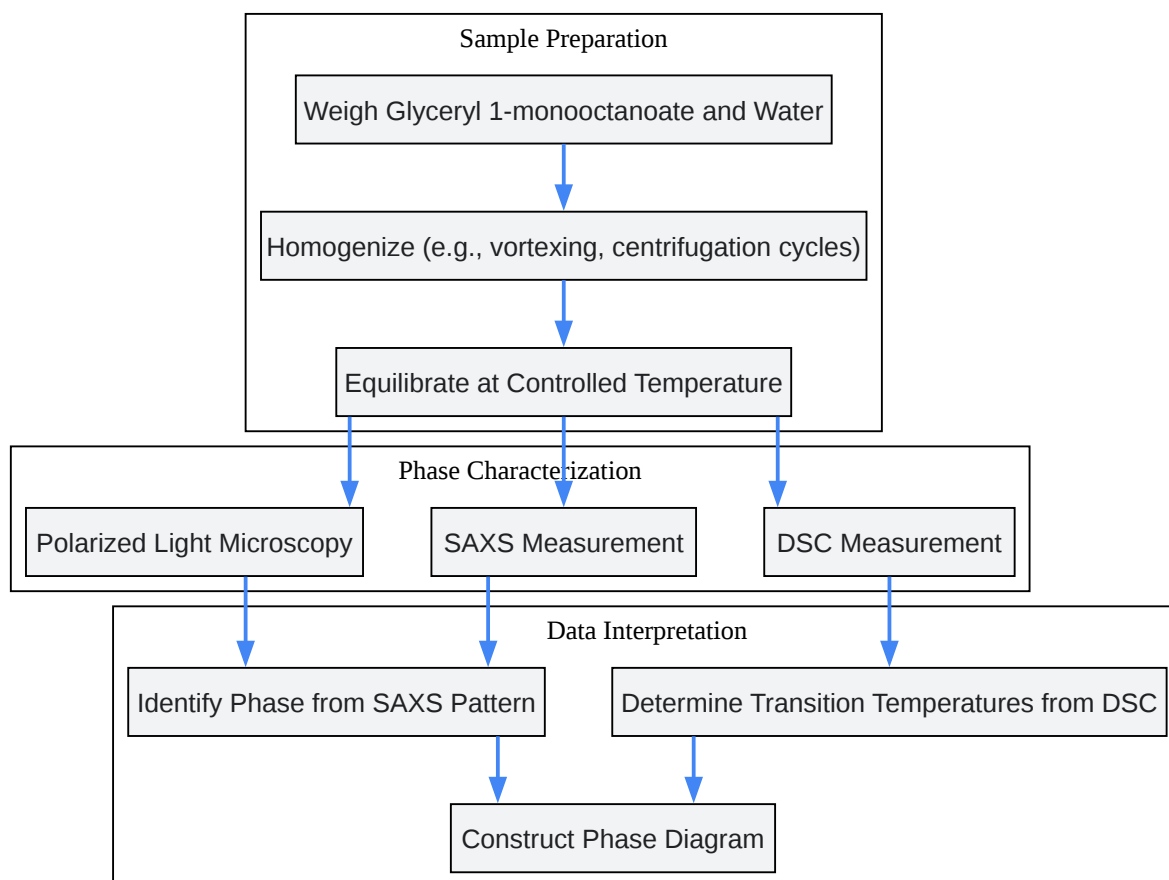 Sample Preparation
Weigh Glyceryl 1-monooctanoate and Water
Homogenize (e.g., vortexing, centrifugation cycles)
Equilibrate at Controlled Temperature
Phase Characterization
Polarized Light Microscopy
SAXS Measurement
DSC Measurement
Data Interpretation
Identify Phase from SAXS Pattern
Determine Transition Temperatures from DSC
Construct Phase Diagram